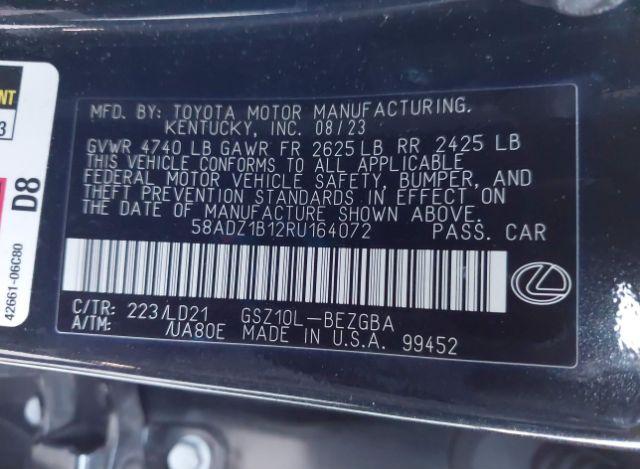 MFD. BY: TOYOTA MOTOR MANUFACTURING.
KENTUCKY, INC. 08/23
GVWR 4740 LB GAWR FR 2625 LB RR 2425 LB
THIS VEHICLE CONFORMS TO ALL APPLICABLE
FEDERAL MOTOR VEHICLE SAFETY, BUMPER, AND
THEFT PREVENTION STANDARDS IN EFFECT ON
THE DATE OF MANUFACTURE SHOWN ABOVE.
58ADZ1B12RU164072 PASS. CAR
C/TR: 223/LD21 GSZ10L-BEZGBA
A/TM: /UA80E MADE IN U.S.A. 99452
D8
42661-06C80